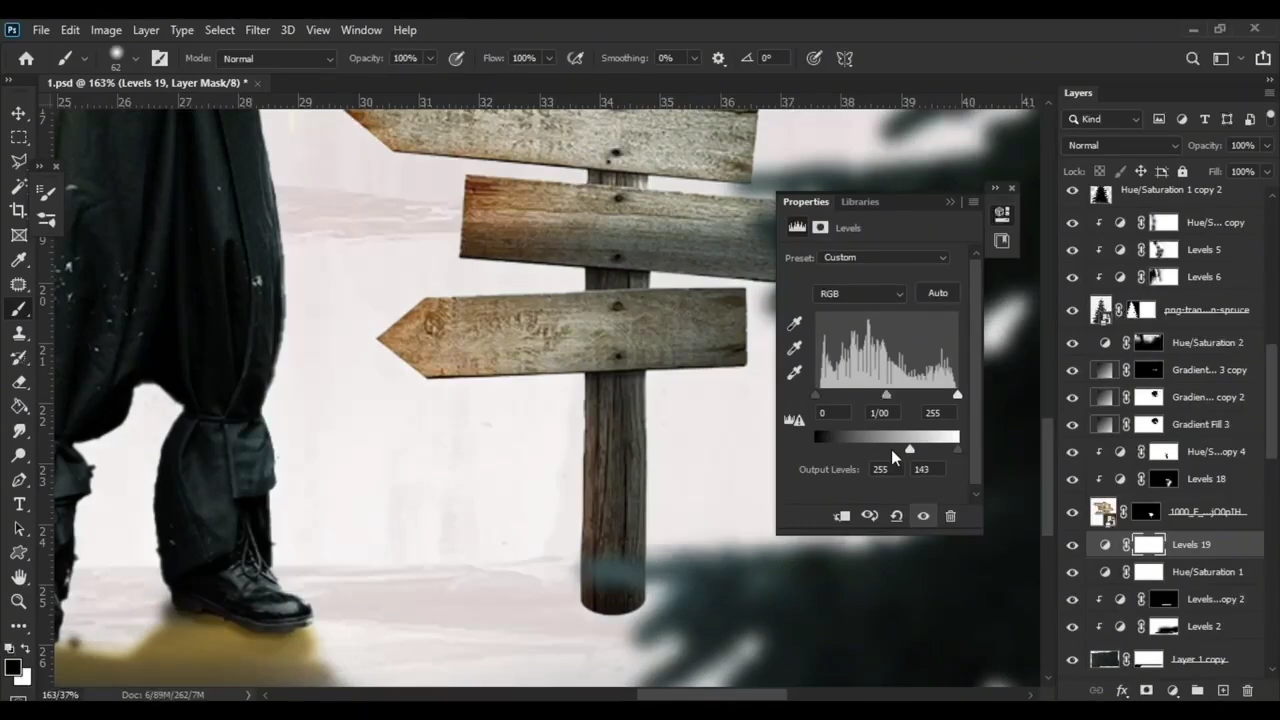 Ps File Edit Image Layer Type Select Filter 3D View Window Help
Mode: Normal Opacity: 100% Flow: 100% Smoothing: 0% 0°
62
1.psd @ 163% (Levels 19, Layer Mask/8) *
25 26 27 28 29 30 31 32 33 34 35 36 37 38 39 40 41
Layers
Kind
Normal Opacity: 100%
Lock: Fill: 100%
Hue/Saturation 1 copy 2
Hue/S... copy
Levels 5
Levels 6
png-tran...n-spruce
Hue/Saturation 2
Gradient... 3 copy
Gradien... copy 2
Gradient Fill 3
Hue/S...opy 4
Levels 18
1000_F_...jO0pIH...
Levels 19
Hue/Saturation 1
Levels...opy 2
Levels 2
Layer 1 copy
Properties Libraries
Levels
Preset: Custom
RGB Auto
0 1/00 255
Output Levels: 255 143
163/37% Doc: 6/89M/262/7M